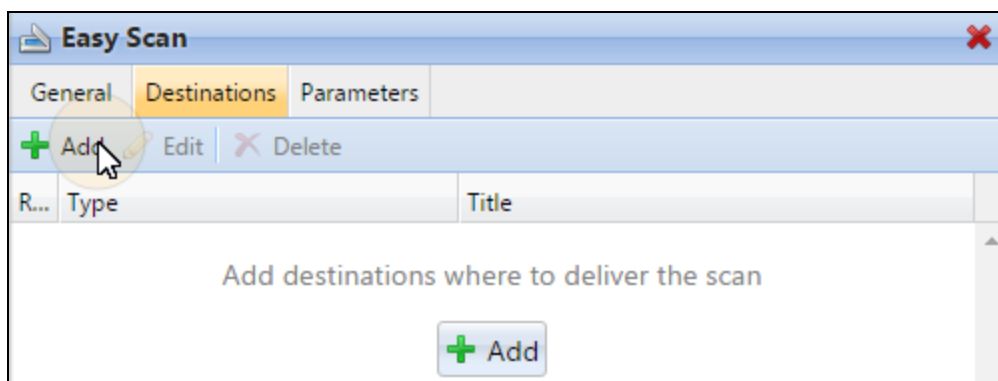 Easy Scan
General Destinations Parameters
Add Edit Delete
R... Type Title
Add destinations where to deliver the scan
Add